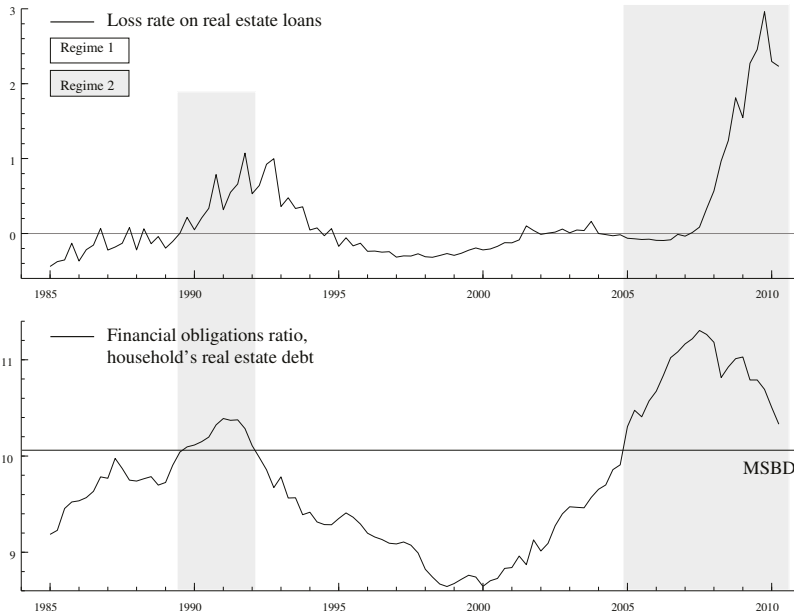 3
Loss rate on real estate loans
Regime 1
2
Regime 2
1
0
1985 1990 1995 2000 2005 2010
Financial obligations ratio,
household's real estate debt
11
10
MSBD
9
1985 1990 1995 2000 2005 2010